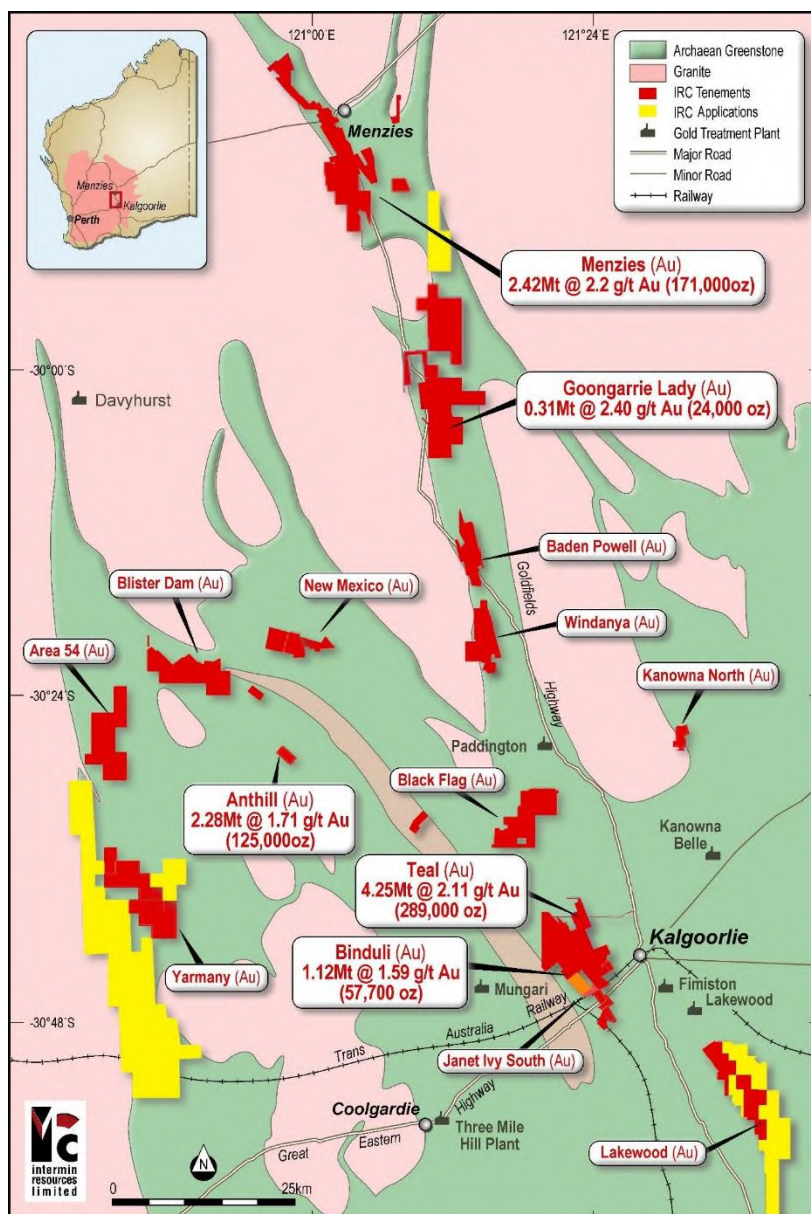 121°00´E
121°24´E
Archaean Greenstone
Granite
IRC Tenements
IRC Applications
Gold Treatment Plant
Major Road
Minor Road
Railway
Menzies
Kalgoorlie
Perth
Menzies
Menzies (Au)
2.42Mt @ 2.2 g/t Au (171,000oz)
-30°00´S
Davyhurst
Goongarrie Lady (Au)
0.31Mt @ 2.40 g/t Au (24,000 oz)
Baden Powell (Au)
Goldfields
Highway
Blister Dam (Au)
New Mexico (Au)
Windanya (Au)
Area 54 (Au)
Kanowna North (Au)
-30°24´S
Paddington
Black Flag (Au)
Anthill (Au)
2.28Mt @ 1.71 g/t Au
(125,000oz)
Kanowna
Belle
Teal (Au)
4.25Mt @ 2.11 g/t Au
(289,000 oz)
Kalgoorlie
Binduli (Au)
1.12Mt @ 1.59 g/t Au
(57,700 oz)
Yarmany (Au)
Mungari
Fimiston
Lakewood
-30°48´S
Trans Australia Railway
Janet Ivy South (Au)
Coolgardie
Three Mile
Hill Plant
Great Eastern Highway
Lakewood (Au)
intermin
resources
limited
N
0 25km